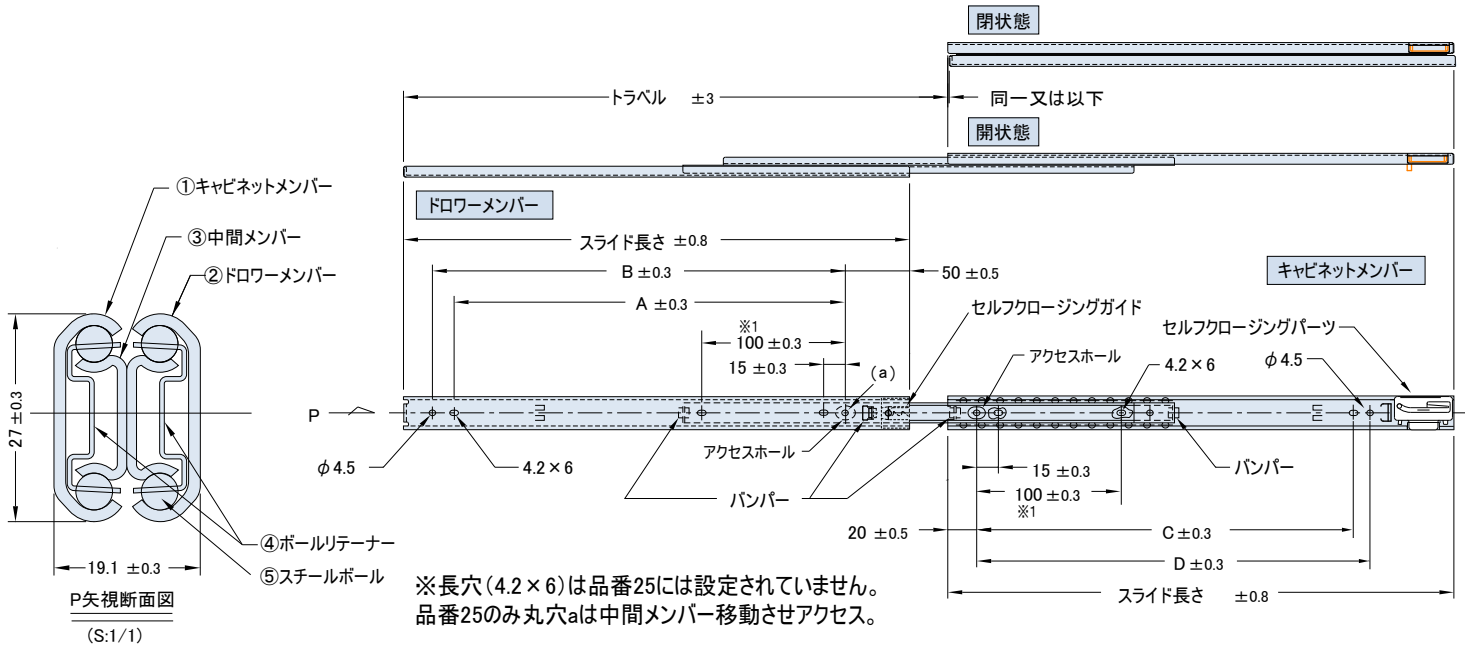 閉状態
トラベル ±3
同一又は以下
開状態
①キャビネットメンバー
③中間メンバー
②ドロワーメンバー
ドロワーメンバー
スライド長さ ±0.8
B ±0.3
50 ±0.5
キャビネットメンバー
A ±0.3
セルフクロージングガイド
セルフクロージングパーツ
※1
100 ±0.3
アクセスホール
4.2×6
φ4.5
15 ±0.3
(a)
P
27 ±0.3
φ4.5
4.2×6
アクセスホール
バンパー
15 ±0.3
バンパー
100 ±0.3
※1
20 ±0.5
C ±0.3
D ±0.3
④ボールリテーナー
19.1 ±0.3
⑤スチールボール
スライド長さ ±0.8
P矢視断面図
(S:1/1)
※長穴(4.2×6)は品番25には設定されていません。
品番25のみ丸穴aは中間メンバー移動させアクセス。